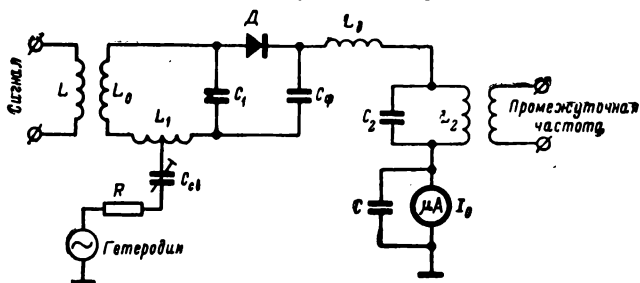 Сигнал
L
L₀
L₁
Д
C₁
Cф
L₀
C₂
L₂
Промежуточная
частота
R
Cсв
Гетеродин
C
μA
I₀